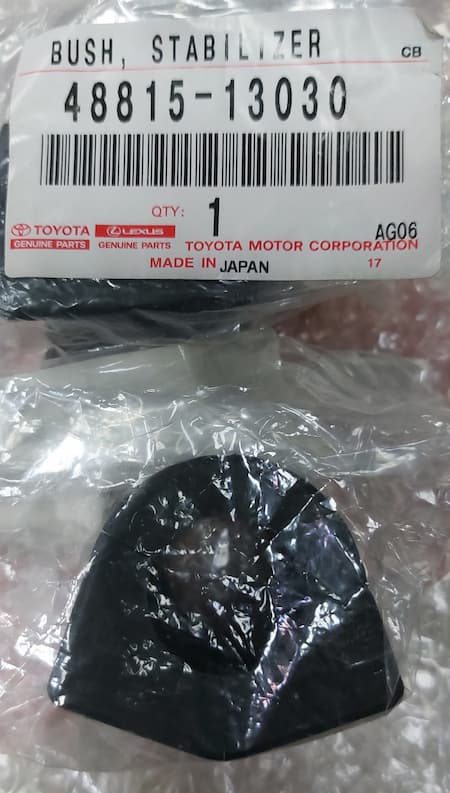 BUSH, STABILIZER CB
48815-13030
QTY: 1
TOYOTA LEXUS AG06
GENUINE PARTS GENUINE PARTS TOYOTA MOTOR CORPORATION
MADE IN JAPAN 17